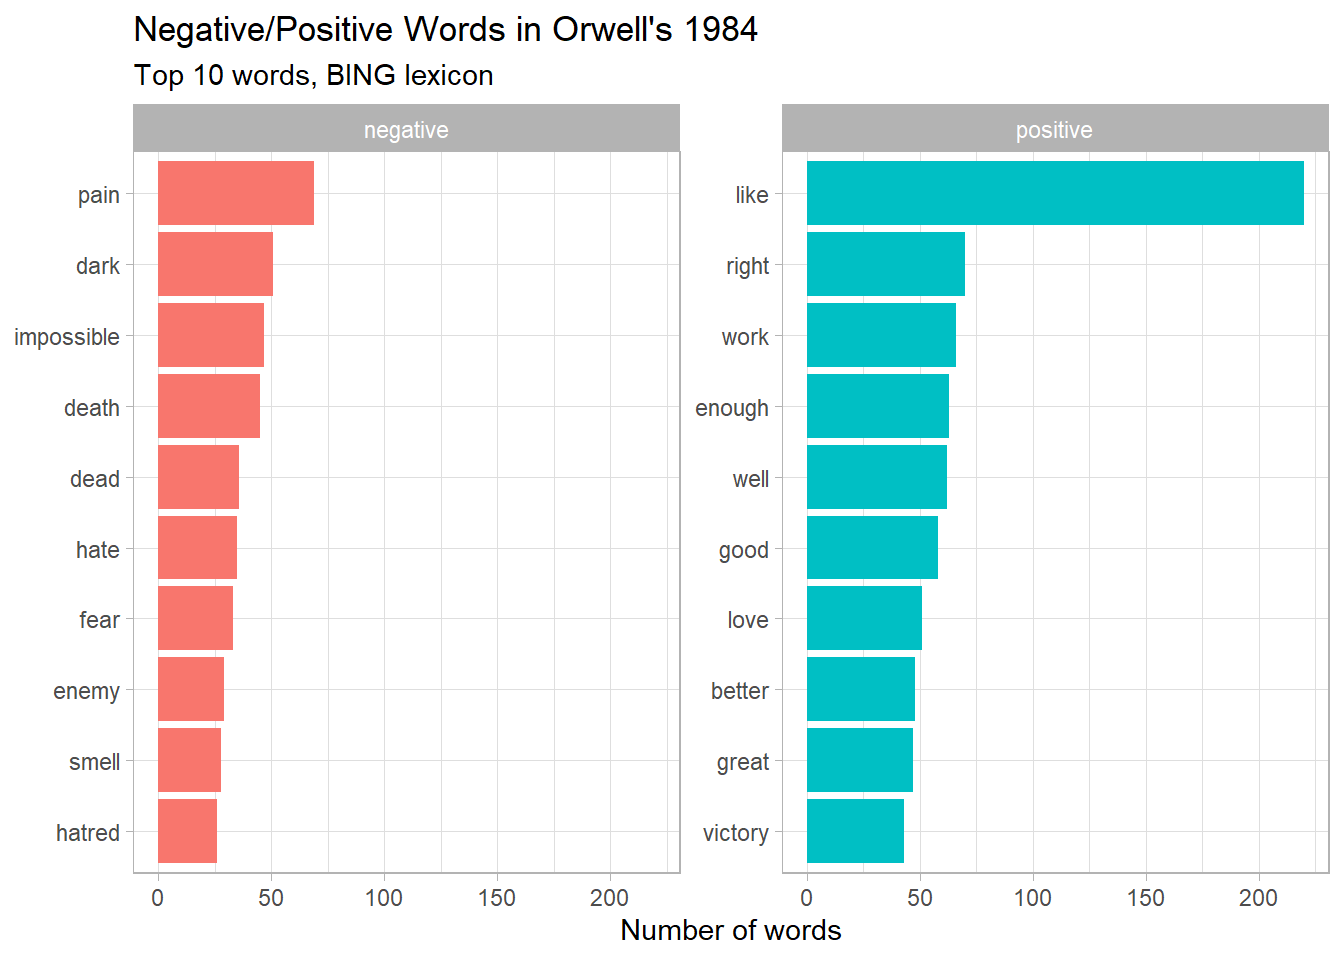 Negative/Positive Words in Orwell's 1984
Top 10 words, BING lexicon
negative
pain
dark
impossible
death
dead
hate
fear
enemy
smell
hatred
0 50 100 150 200
positive
like
right
work
enough
well
good
love
better
great
victory
0 50 100 150 200
Number of words